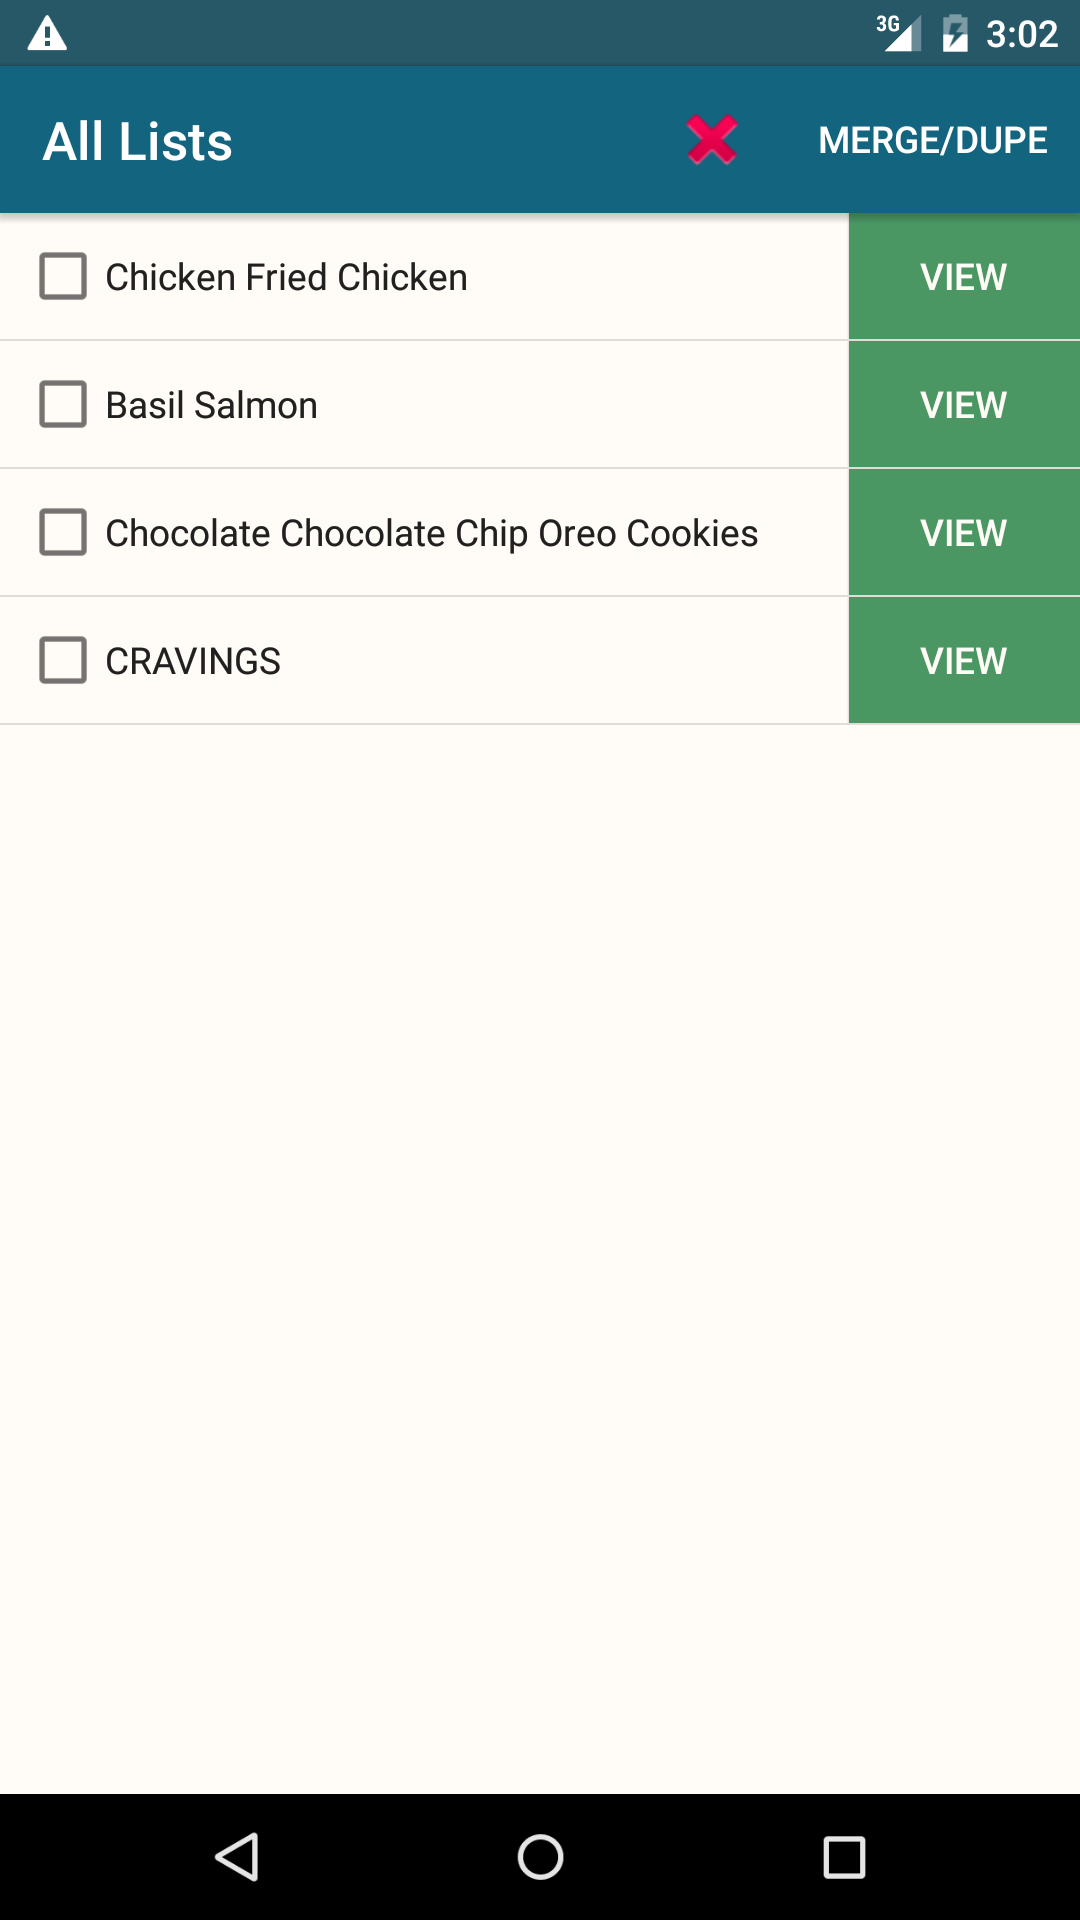 3G 3:02
All Lists MERGE/DUPE
Chicken Fried Chicken VIEW
Basil Salmon VIEW
Chocolate Chocolate Chip Oreo Cookies VIEW
CRAVINGS VIEW